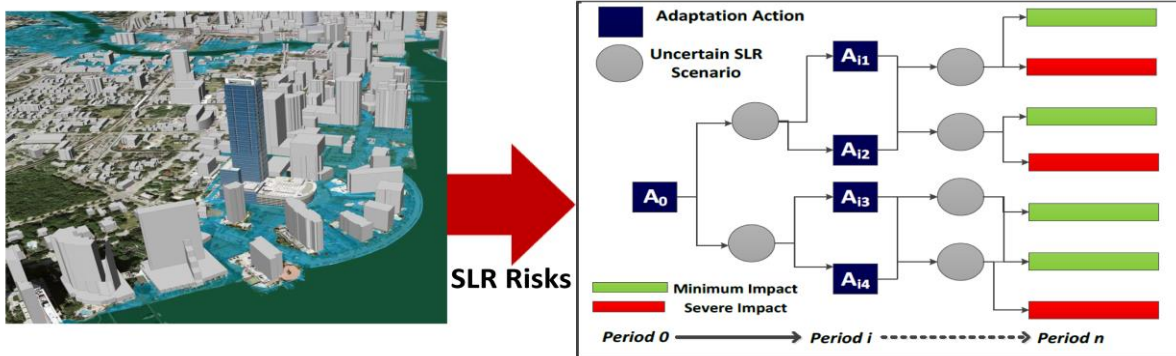 SLR Risks
Adaptation Action
Uncertain SLR
Scenario
A0
Ai1
Ai2
Ai3
Ai4
Minimum Impact
Severe Impact
Period 0
Period i
Period n